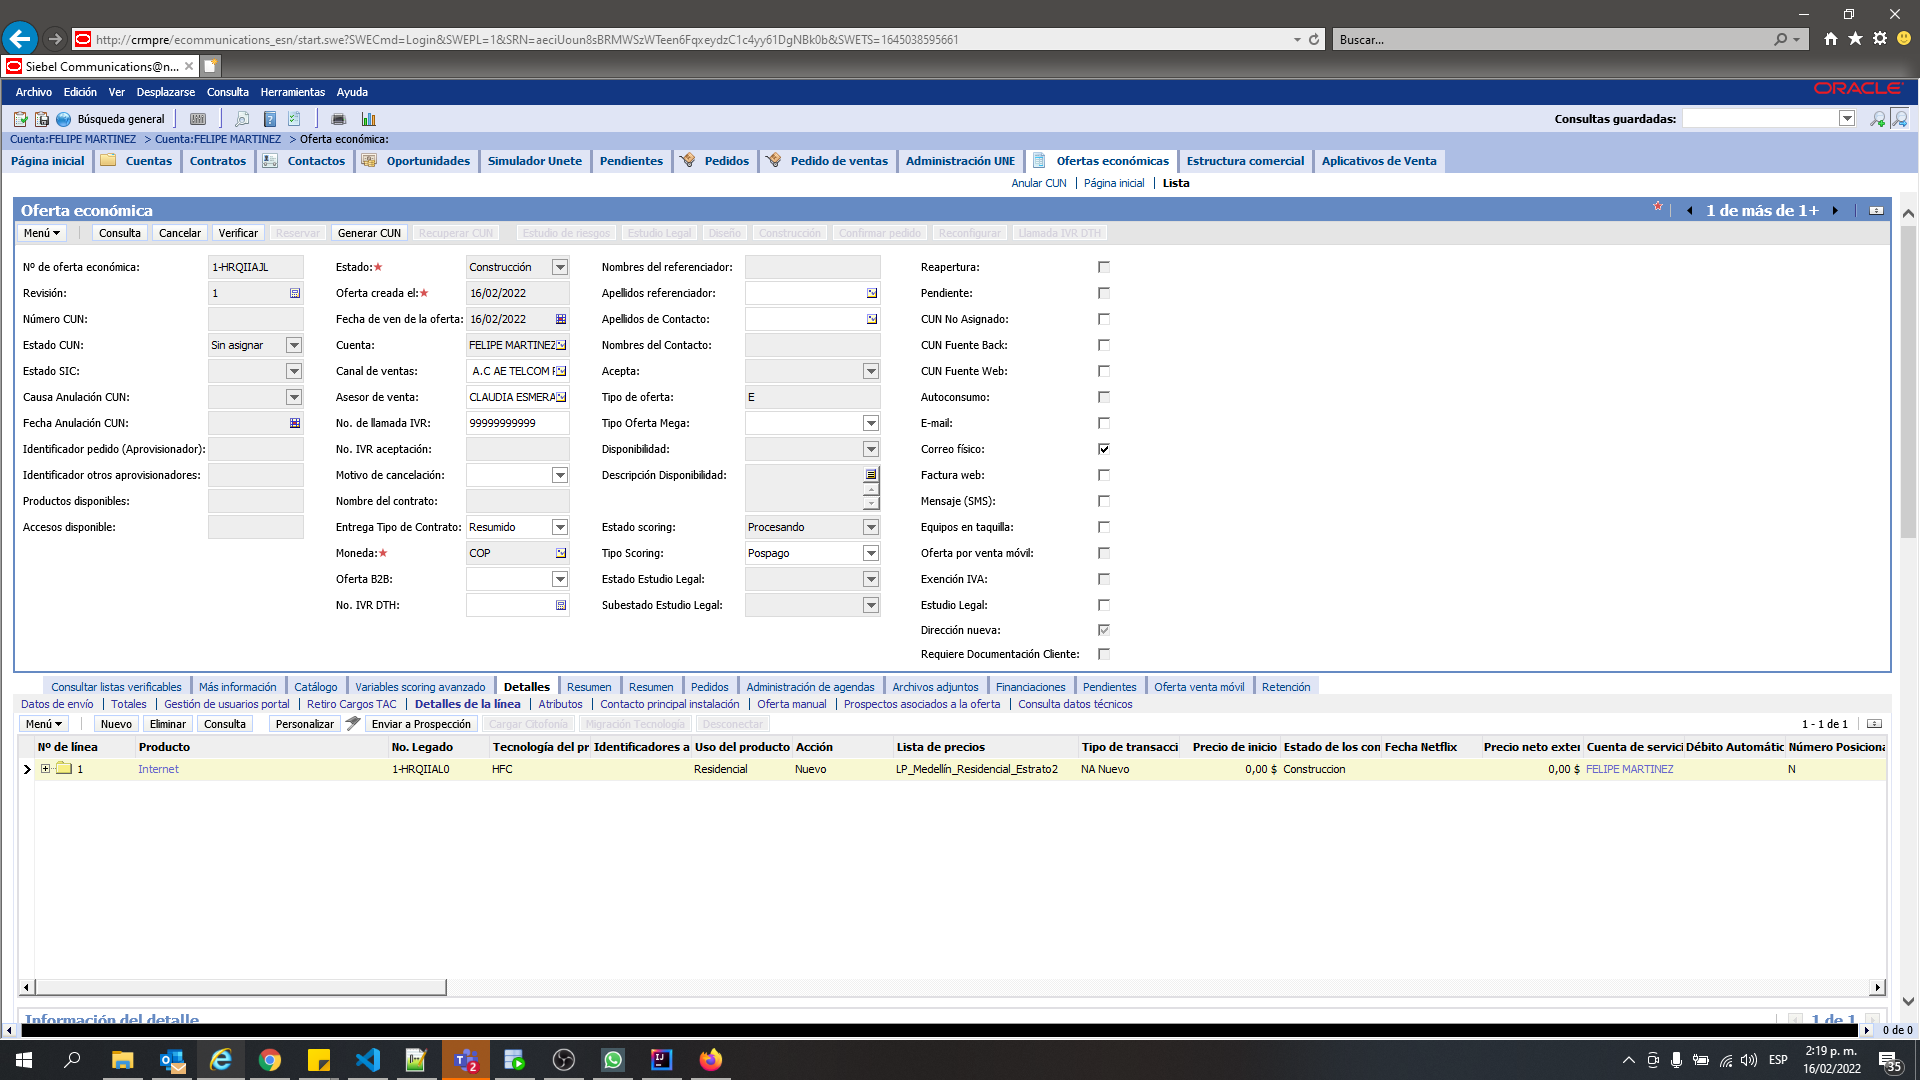 http://crmpre/ecommunications_esn/start.swe?SWECmd=Login&SWEPL=1&SRN=aeciUoun8sBRMWSzWTeen6FqxeydzC1c4yy61DgNBk0b&SWETS=1645038595661
Buscar...
Siebel Communications@n...
Archivo Edición Ver Desplazarse Consulta Herramientas Ayuda
ORACLE
Búsqueda general
Consultas guardadas:
Cuenta:FELIPE MARTINEZ > Cuenta:FELIPE MARTINEZ > Oferta económica:
Página inicial Cuentas Contratos Contactos Oportunidades Simulador Unete Pendientes Pedidos Pedido de ventas Administración UNE Ofertas económicas Estructura comercial Aplicativos de Venta
Anular CUN | Página inicial | Lista
Oferta económica
1 de más de 1+
Menú Consulta Cancelar Verificar Reservar Generar CUN Recuperar CUN Estudio de riesgos Estudio Legal Diseño Construcción Confirmar pedido Reconfigurar Llamada IVR DTH
Nº de oferta económica: 1-HRQIIAJL Estado:★ Construcción Nombres del referenciador: Reapertura:
Revisión: 1 Oferta creada el:★ 16/02/2022 Apellidos referenciador: Pendiente:
Número CUN: Fecha de ven de la oferta: 16/02/2022 Apellidos de Contacto: CUN No Asignado:
Estado CUN: Sin asignar Cuenta: FELIPE MARTINEZ Nombres del Contacto: CUN Fuente Back:
Estado SIC: Canal de ventas: A.C AE TELCOM F Acepta: CUN Fuente Web:
Causa Anulación CUN: Asesor de venta: CLAUDIA ESMERA Tipo de oferta: E Autoconsumo:
Fecha Anulación CUN: No. de llamada IVR: 99999999999 Tipo Oferta Mega: E-mail:
Identificador pedido (Aprovisionador): No. IVR aceptación: Disponibilidad: Correo físico:
Identificador otros aprovisionadores: Motivo de cancelación: Descripción Disponibilidad: Factura web:
Productos disponibles: Nombre del contrato: Mensaje (SMS):
Accesos disponible: Entrega Tipo de Contrato: Resumido Estado scoring: Procesando Equipos en taquilla:
Moneda:★ COP Tipo Scoring: Pospago Oferta por venta móvil:
Oferta B2B: Estado Estudio Legal: Exención IVA:
No. IVR DTH: Subestado Estudio Legal: Estudio Legal:
Dirección nueva:
Requiere Documentación Cliente:
Consultar listas verificables Más información Catálogo Variables scoring avanzado Detalles Resumen Resumen Pedidos Administración de agendas Archivos adjuntos Financiaciones Pendientes Oferta venta móvil Retención
Datos de envío | Totales | Gestión de usuarios portal | Retiro Cargos TAC | Detalles de la línea | Atributos | Contacto principal instalación | Oferta manual | Prospectos asociados a la oferta | Consulta datos técnicos
Menú Nuevo Eliminar Consulta Personalizar Enviar a Prospección Cargar Citofonía Migración Tecnología Desconectar 1 - 1 de 1
Nº de línea Producto No. Legado Tecnología del pr Identificadores a Uso del producto Acción Lista de precios Tipo de transacci Precio de inicio Estado de los con Fecha Netflix Precio neto exter Cuenta de servici Débito Automátic Número Posiciona
1 Internet 1-HRQIIAL0 HFC Residencial Nuevo LP_Medellín_Residencial_Estrato2 NA Nuevo 0,00 $ Construccion 0,00 $ FELIPE MARTINEZ N
Información del detalle 1 de 1
0 de 0
ESP
2:19 p. m.
16/02/2022
35